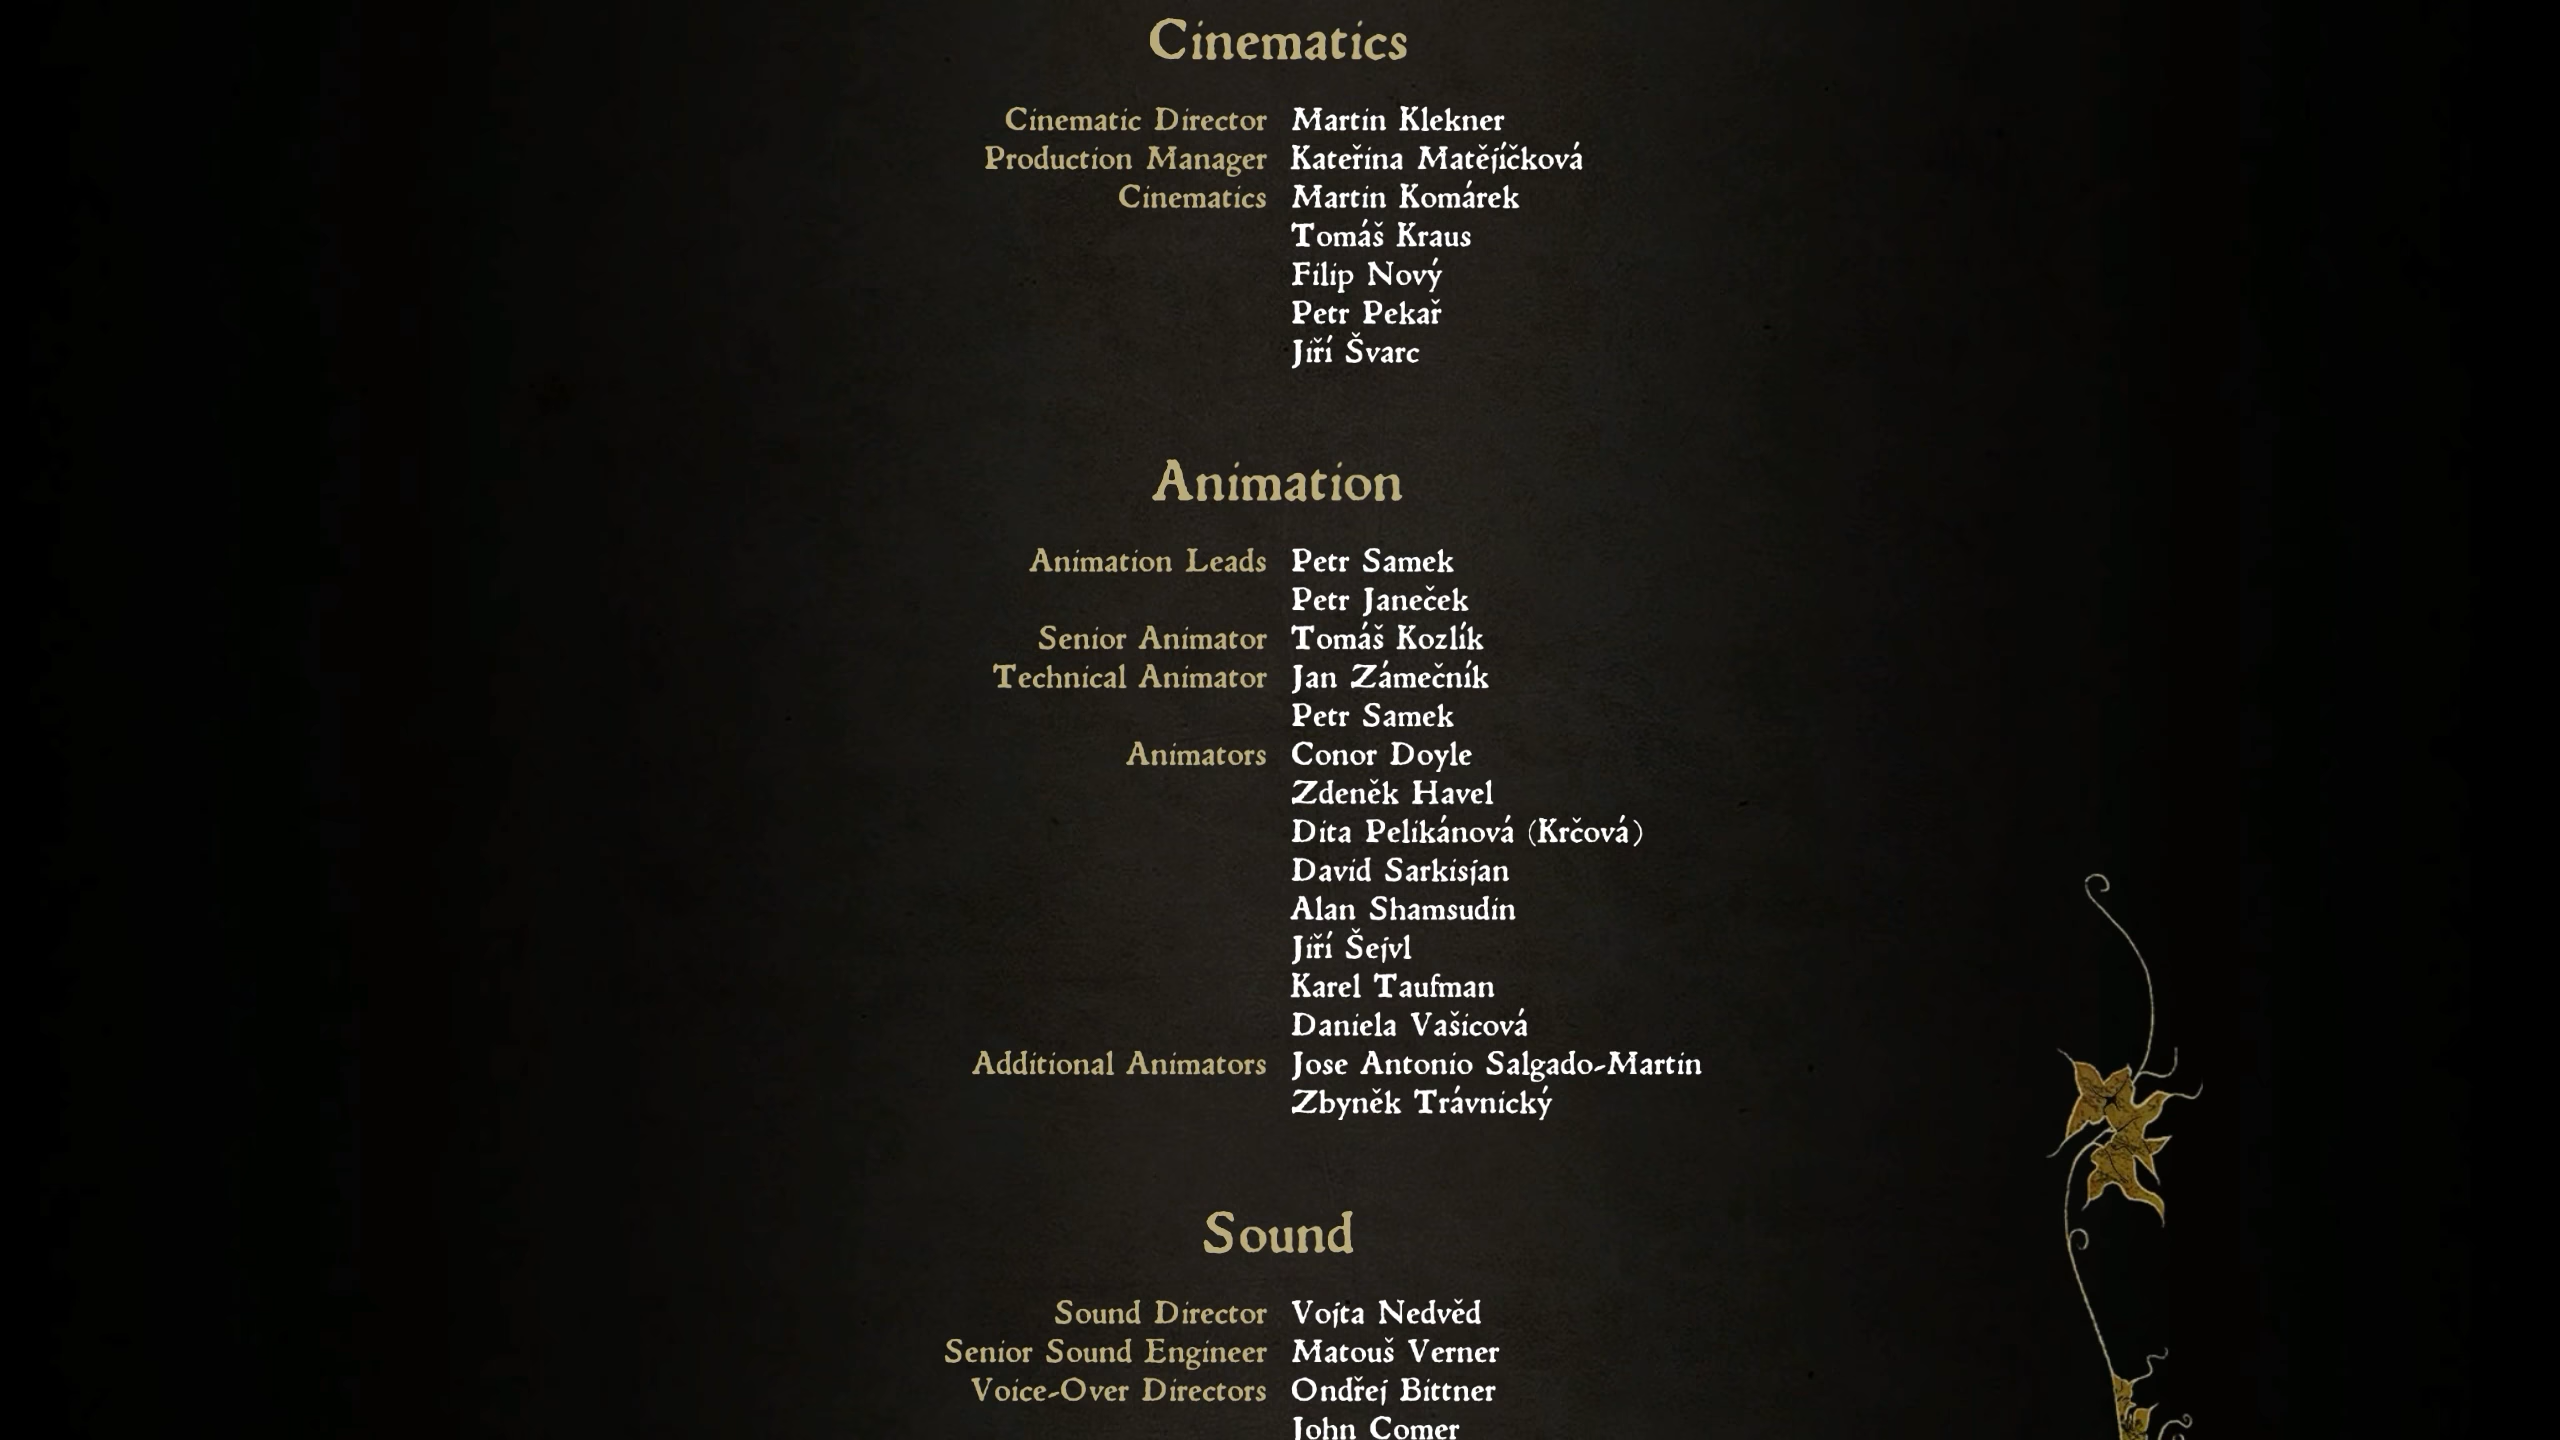 Cinematics
Cinematic Director Martin Klekner
Production Manager Kateřina Matějíčková
Cinematics Martin Komárek
Tomáš Kraus
Filip Nový
Petr Pekař
Jiří Švarc
Animation
Animation Leads Petr Samek
Petr Janeček
Senior Animator Tomáš Kozlík
Technical Animator Jan Zámečník
Petr Samek
Animators Conor Doyle
Zdeněk Havel
Dita Pelikánová (Krčová)
David Sarkisjan
Alan Shamsudin
Jiří Šejvl
Karel Taufman
Daniela Vašicová
Additional Animators Jose Antonio Salgado-Martin
Zbyněk Trávnický
Sound
Sound Director Vojta Nedvěd
Senior Sound Engineer Matouš Verner
Voice-Over Directors Ondřej Bittner
John Comer